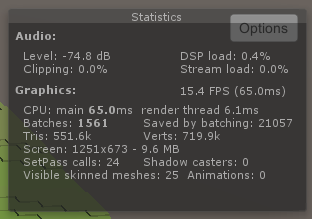 Statistics
Options
Audio:
Level: -74.8 dB DSP load: 0.4%
Clipping: 0.0% Stream load: 0.0%
Graphics: 15.4 FPS (65.0ms)
CPU: main 65.0ms render thread 6.1ms
Batches: 1561 Saved by batching: 21057
Tris: 551.6k Verts: 719.9k
Screen: 1251x673 - 9.6 MB
SetPass calls: 24 Shadow casters: 0
Visible skinned meshes: 25 Animations: 0